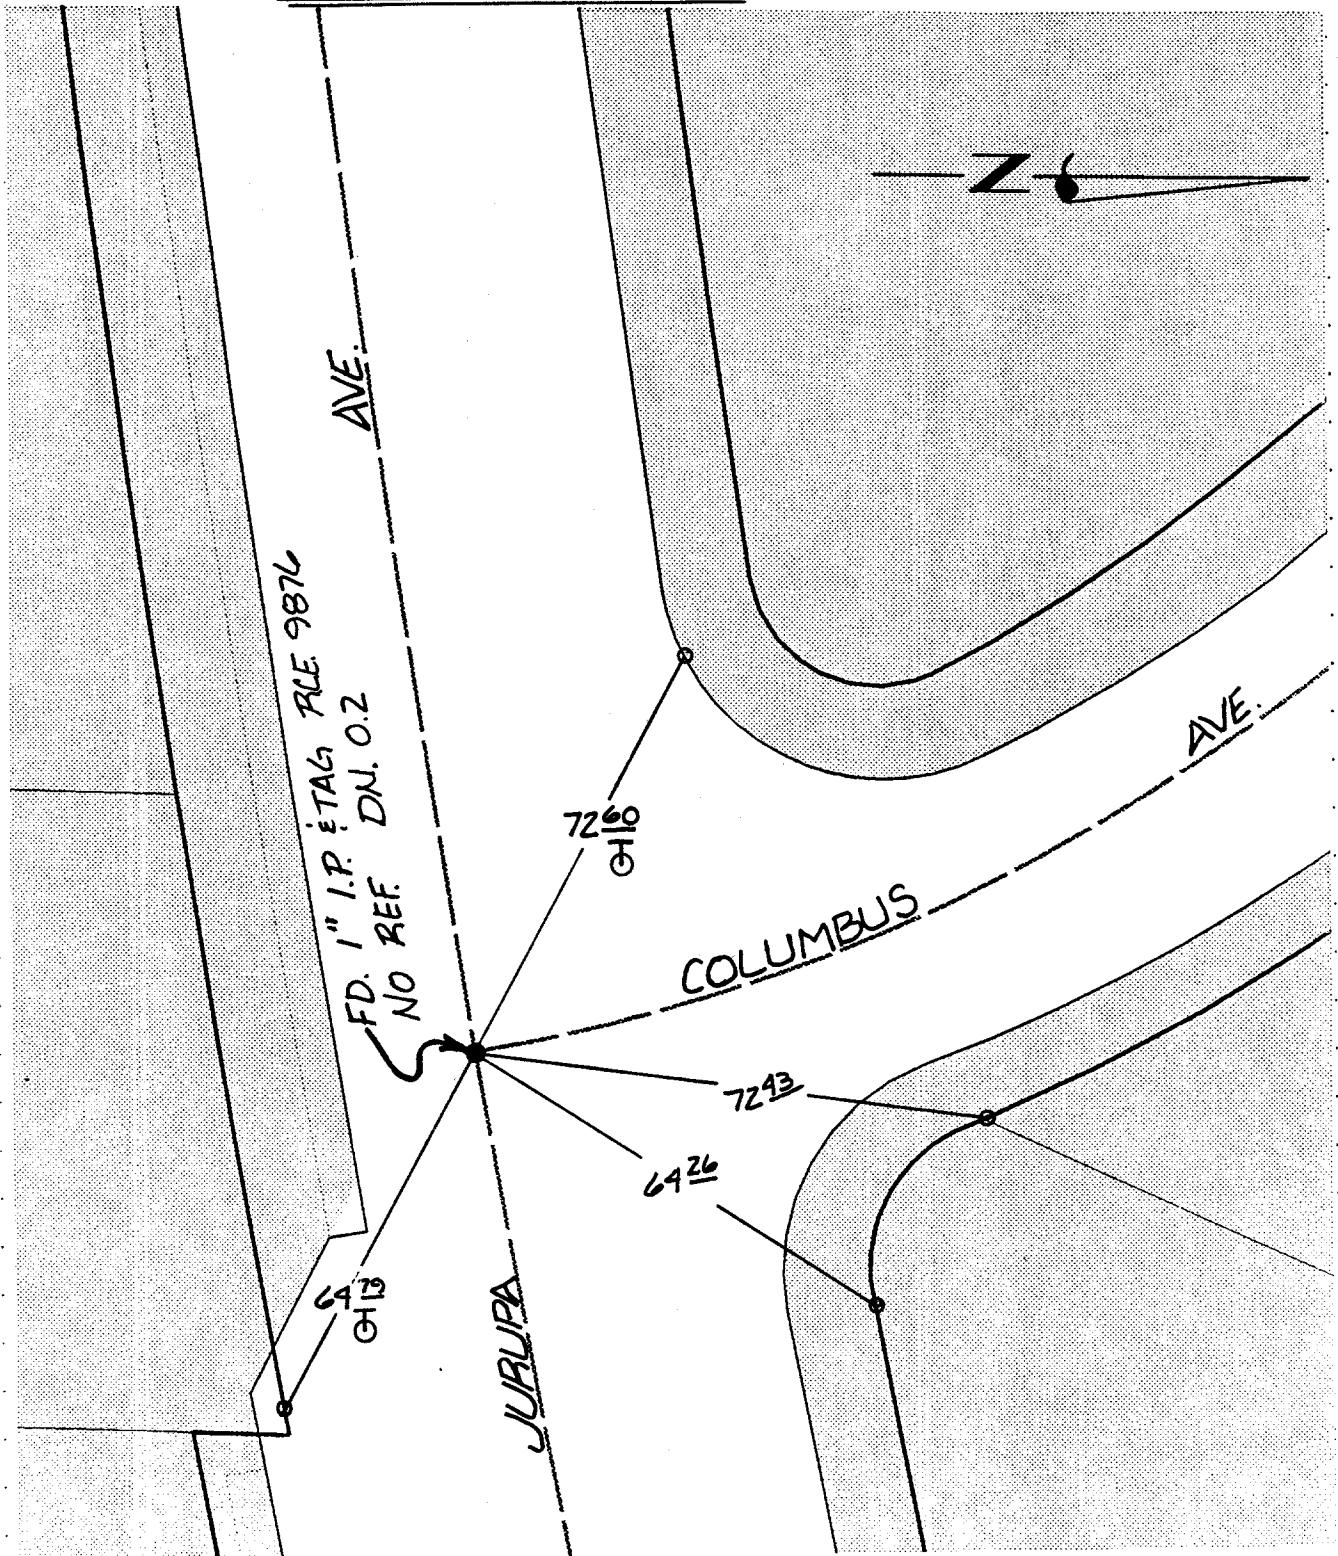 N
AVE.
FD. 1" I.P. & TAG RCE. 9876
NO REF. DN. 0.2
72 60
AVE.
COLUMBUS
72 43
64 26
64 79
JURUPA